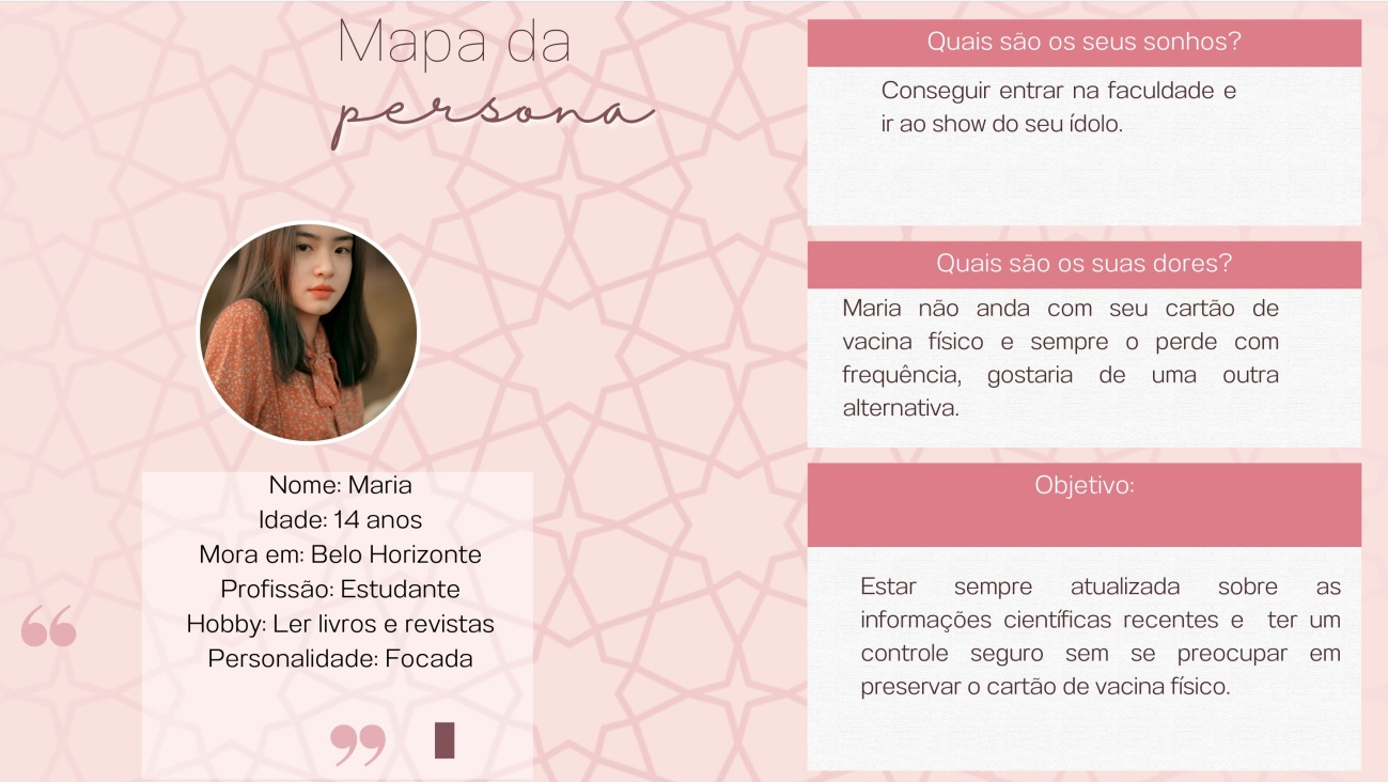 Mapa da
persona
Nome: Maria
Idade: 14 anos
Mora em: Belo Horizonte
Profissão: Estudante
Hobby: Ler livros e revistas
Personalidade: Focada
Quais são os seus sonhos?
Conseguir entrar na faculdade e
ir ao show do seu ídolo.
Quais são os suas dores?
Maria não anda com seu cartão de
vacina físico e sempre o perde com
frequência, gostaria de uma outra
alternativa.
Objetivo:
Estar sempre atualizada sobre as
informações científicas recentes e ter um
controle seguro sem se preocupar em
preservar o cartão de vacina físico.